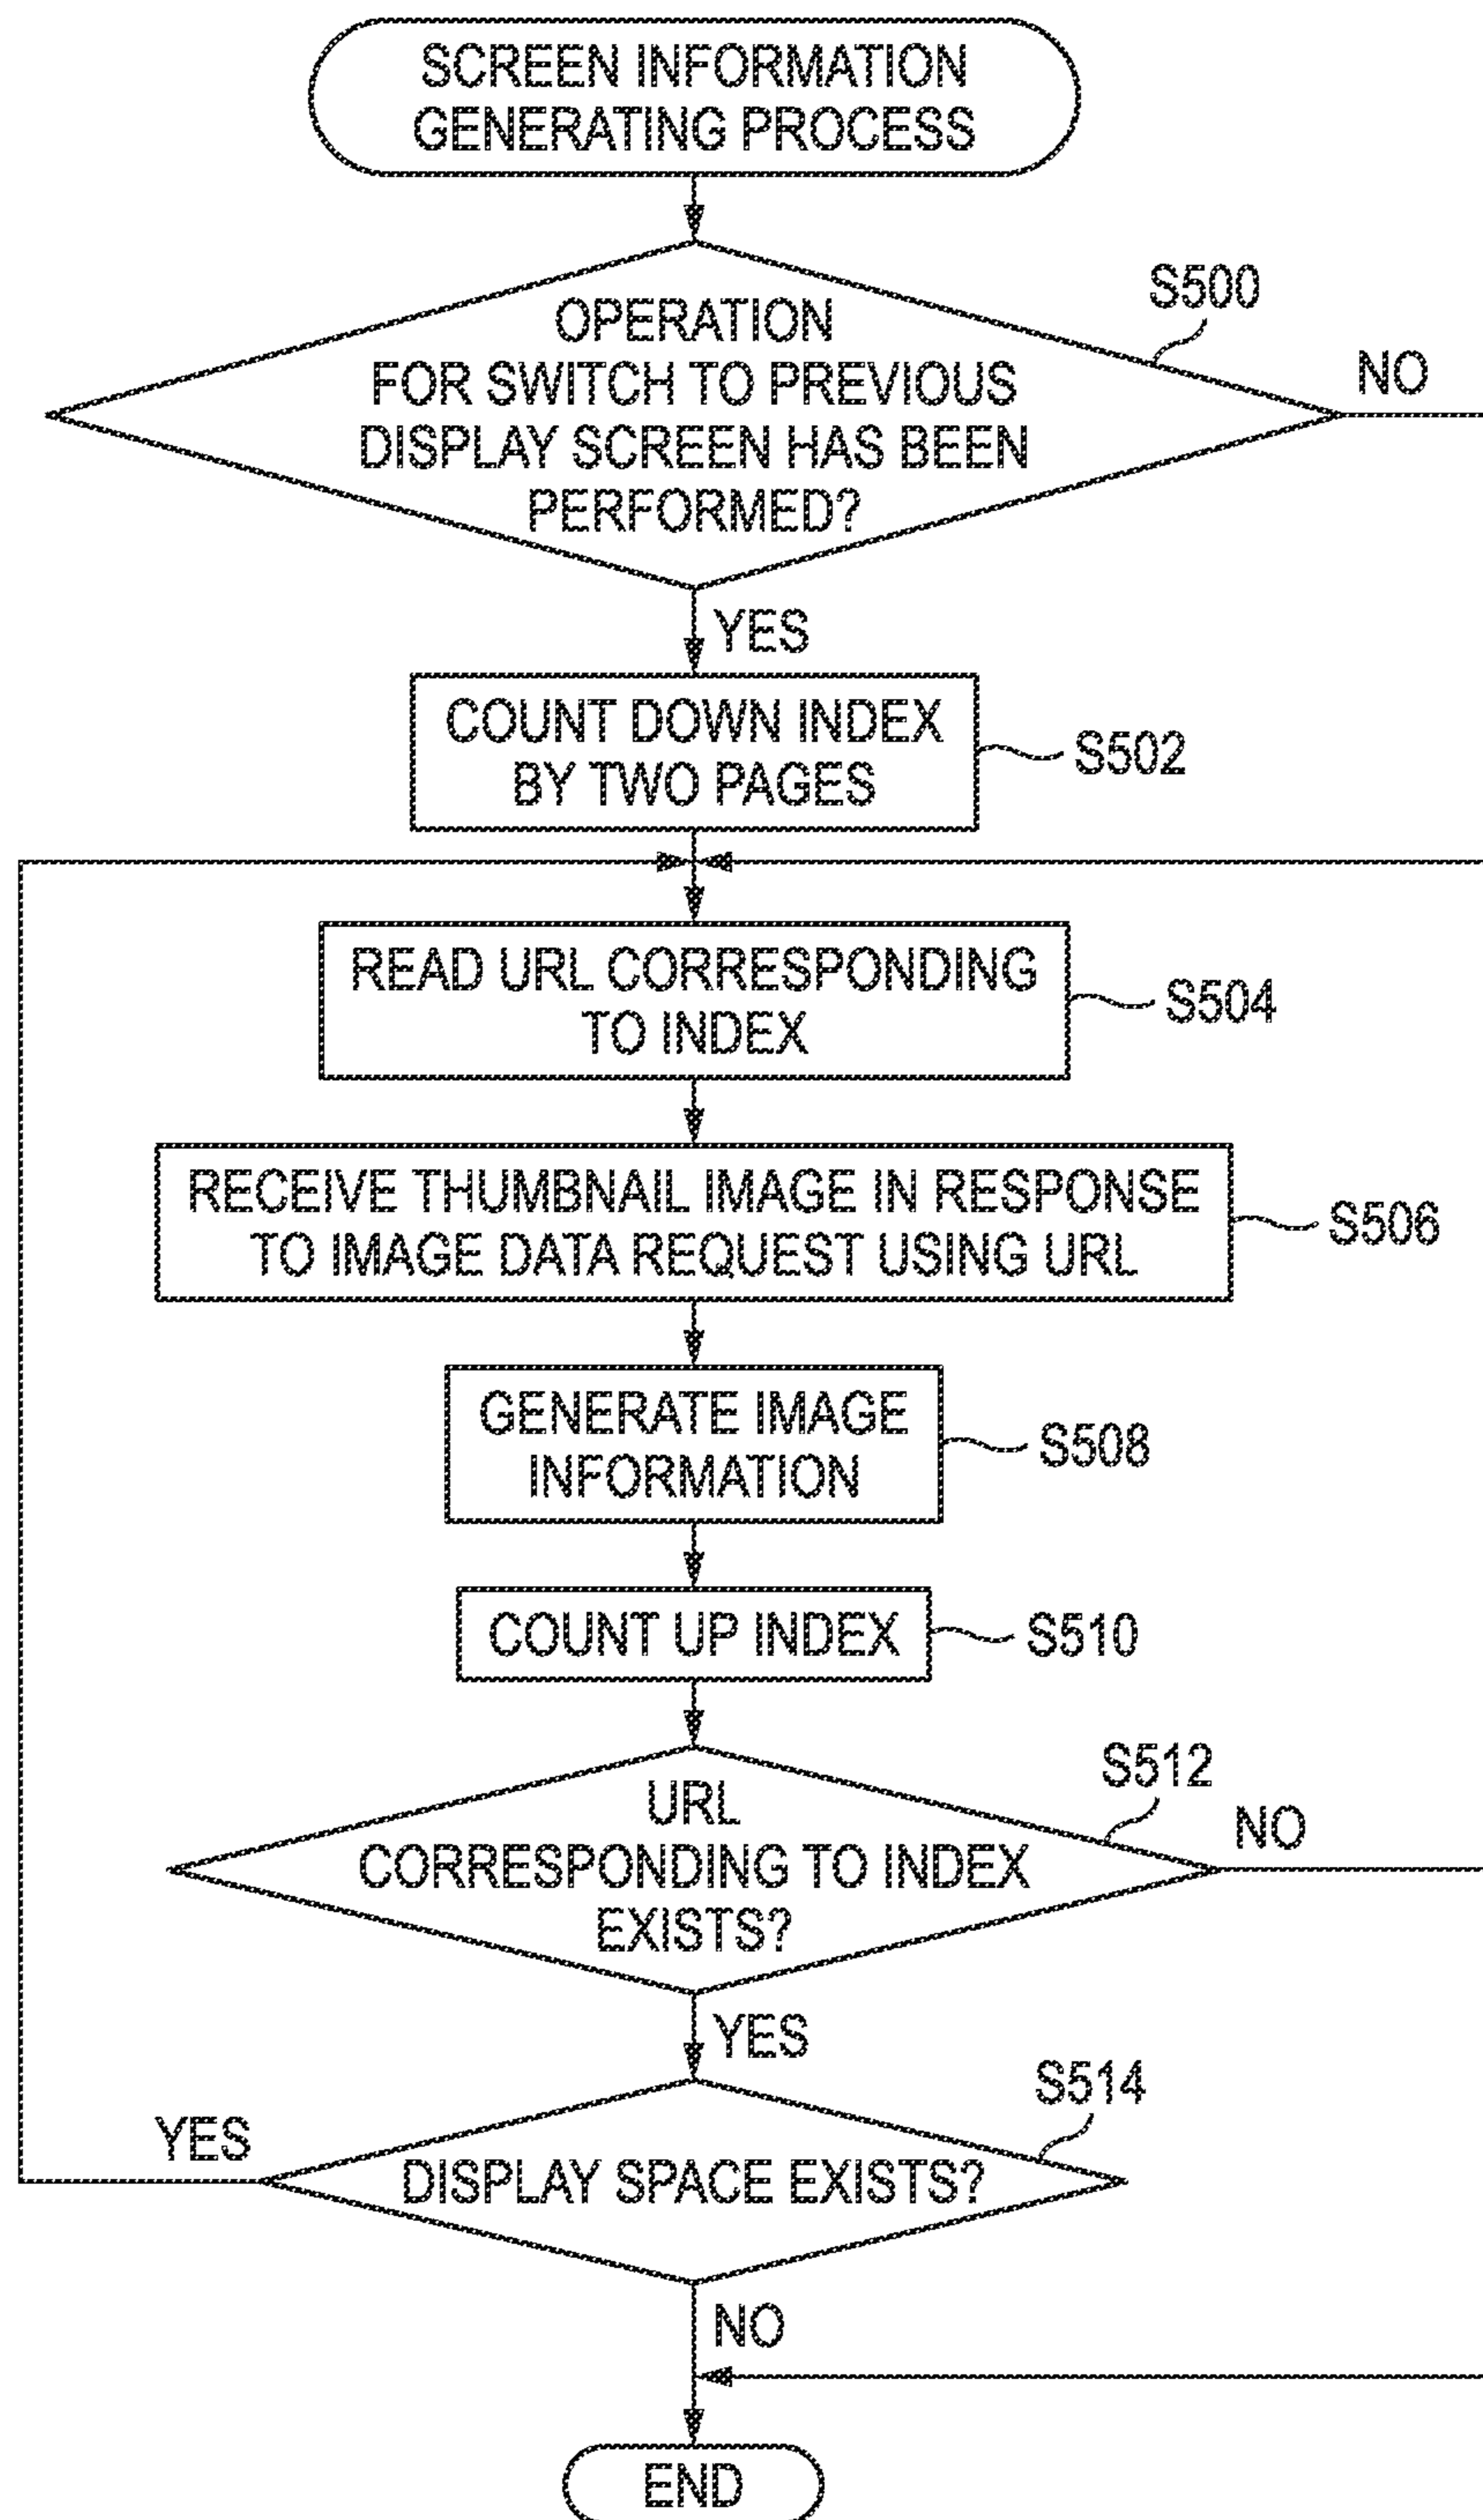 SCREEN INFORMATION
GENERATING PROCESS
S500
OPERATION
FOR SWITCH TO PREVIOUS
DISPLAY SCREEN HAS BEEN
PERFORMED?
NO
YES
COUNT DOWN INDEX
BY TWO PAGES
S502
READ URL CORRESPONDING
TO INDEX
S504
RECEIVE THUMBNAIL IMAGE IN RESPONSE
TO IMAGE DATA REQUEST USING URL
S506
GENERATE IMAGE
INFORMATION
S508
COUNT UP INDEX
S510
S512
URL
CORRESPONDING TO INDEX
EXISTS?
NO
YES
S514
YES
DISPLAY SPACE EXISTS?
NO
END